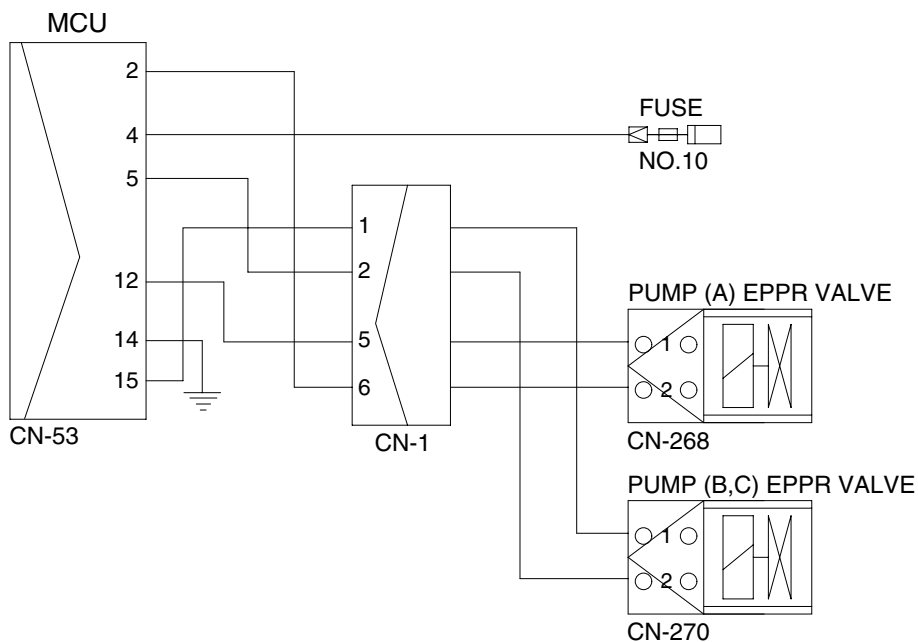 MCU
2
4
5
12
14
15
CN-53
FUSE
NO.10
1
2
5
6
CN-1
PUMP (A) EPPR VALVE
1
2
CN-268
PUMP (B,C) EPPR VALVE
1
2
CN-270